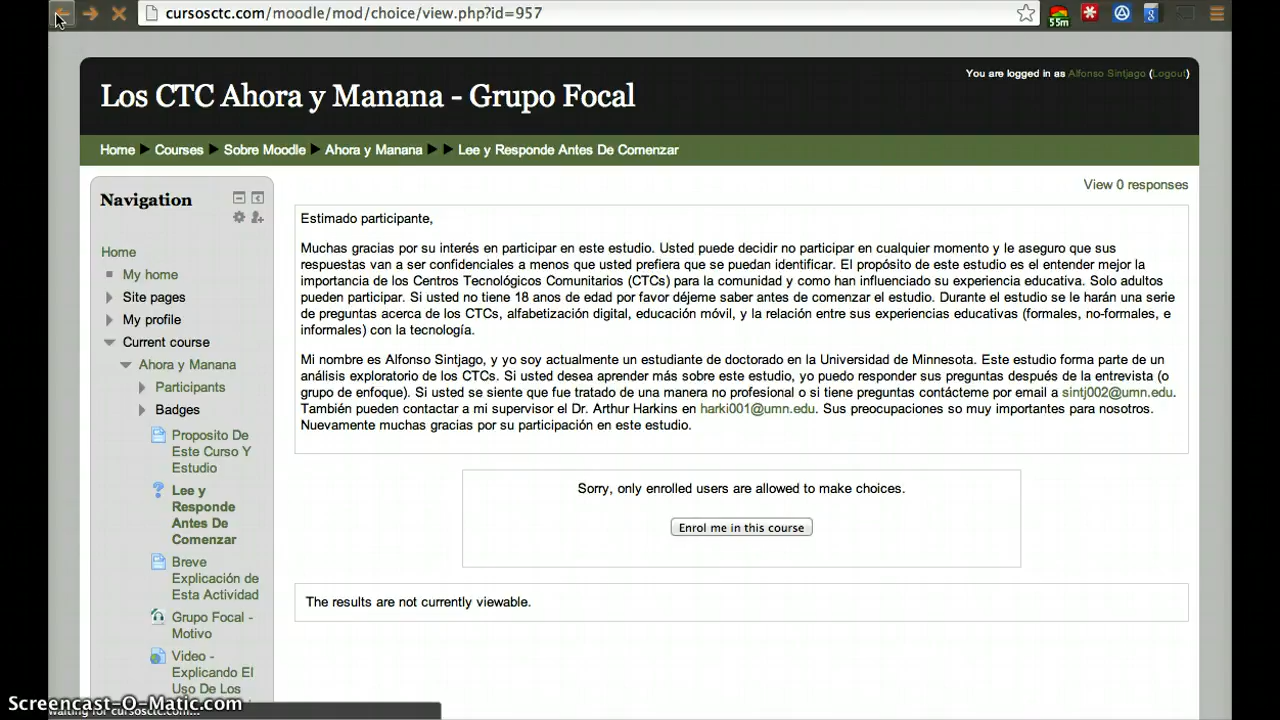 cursosctc.com/moodle/mod/choice/view.php?id=957
55m
You are logged in as Alfonso Sintjago (Logout)
Los CTC Ahora y Manana - Grupo Focal
Home Courses Sobre Moodle Ahora y Manana Lee y Responde Antes De Comenzar
Navigation
Home
My home
Site pages
My profile
Current course
Ahora y Manana
Participants
Badges
Proposito De
Este Curso Y
Estudio
Lee y
Responde
Antes De
Comenzar
Breve
Explicación de
Esta Actividad
Grupo Focal -
Motivo
Video -
Explicando El
Uso De Los
View 0 responses
Estimado participante,
Muchas gracias por su interés en participar en este estudio. Usted puede decidir no participar en cualquier momento y le aseguro que sus
respuestas van a ser confidenciales a menos que usted prefiera que se puedan identificar. El propósito de este estudio es el entender mejor la
importancia de los Centros Tecnológicos Comunitarios (CTCs) para la comunidad y como han influenciado su experiencia educativa. Solo adultos
pueden participar. Si usted no tiene 18 anos de edad por favor déjeme saber antes de comenzar el estudio. Durante el estudio se le harán una serie
de preguntas acerca de los CTCs, alfabetización digital, educación móvil, y la relación entre sus experiencias educativas (formales, no-formales, e
informales) con la tecnología.
Mi nombre es Alfonso Sintjago, y yo soy actualmente un estudiante de doctorado en la Universidad de Minnesota. Este estudio forma parte de un
análisis exploratorio de los CTCs. Si usted desea aprender más sobre este estudio, yo puedo responder sus preguntas después de la entrevista (o
grupo de enfoque). Si usted se siente que fue tratado de una manera no profesional o si tiene preguntas contácteme por email a sintj002@umn.edu.
También pueden contactar a mi supervisor el Dr. Arthur Harkins en harki001@umn.edu. Sus preocupaciones so muy importantes para nosotros.
Nuevamente muchas gracias por su participación en este estudio.
Sorry, only enrolled users are allowed to make choices.
Enrol me in this course
The results are not currently viewable.
Screencast-O-Matic.com
waiting for cursosctc.com...